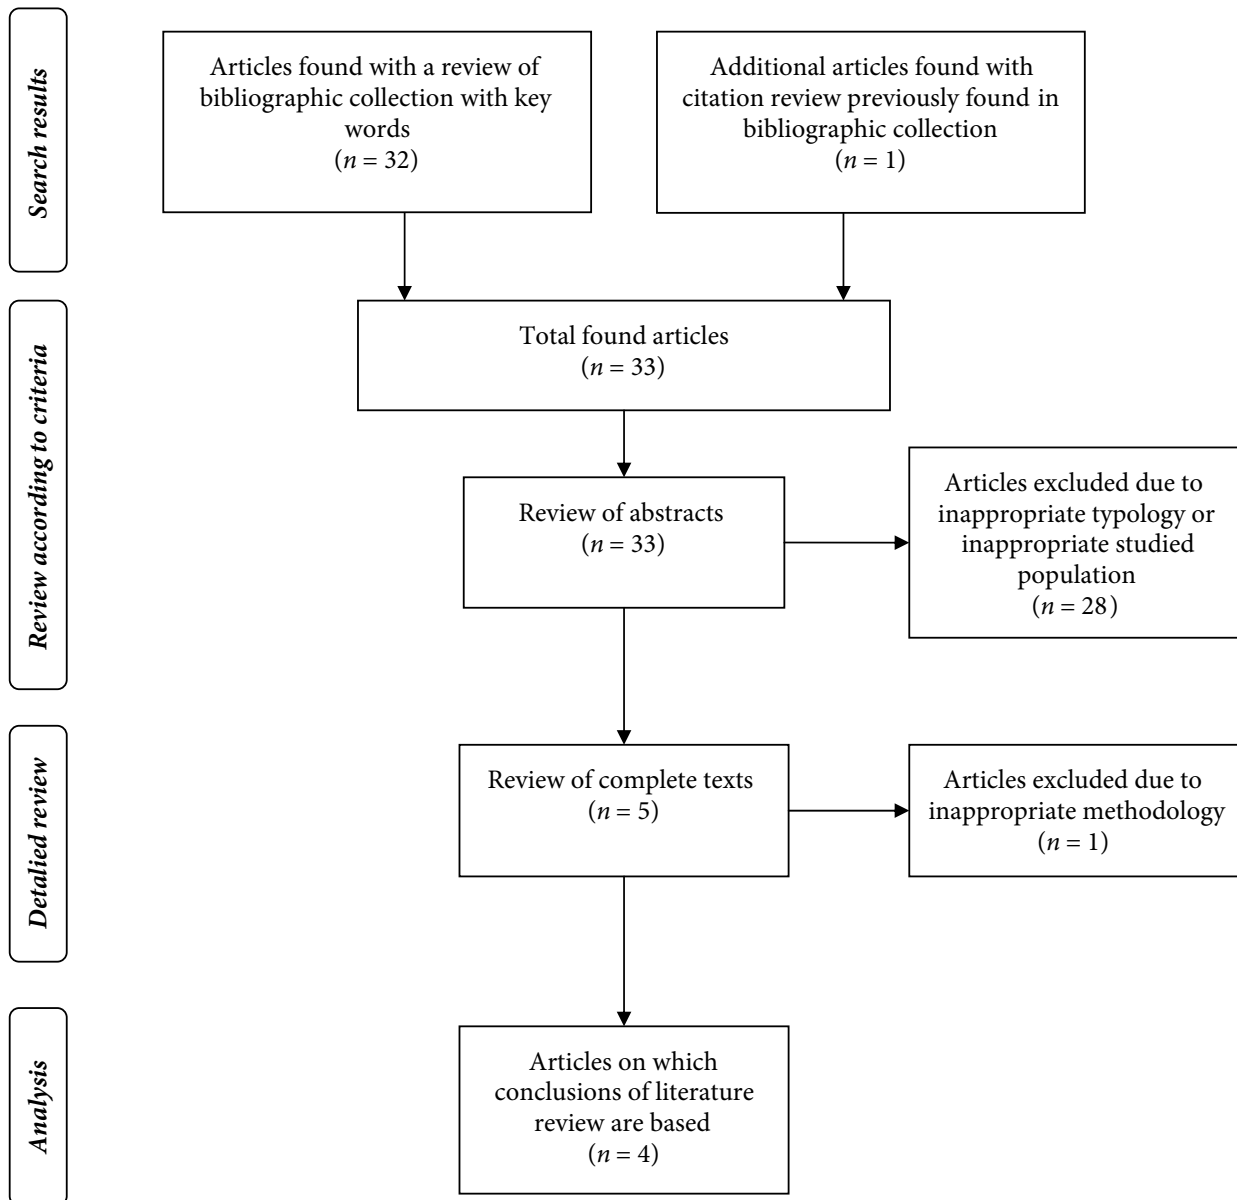 Search results
Articles found with a review of
bibliographic collection with key
words
(n = 32)
Additional articles found with
citation review previously found in
bibliographic collection
(n = 1)
Review according to criteria
Total found articles
(n = 33)
Review of abstracts
(n = 33)
Articles excluded due to
inappropriate typology or
inappropriate studied
population
(n = 28)
Detalied review
Review of complete texts
(n = 5)
Articles excluded due to
inappropriate methodology
(n = 1)
Analysis
Articles on which
conclusions of literature
review are based
(n = 4)